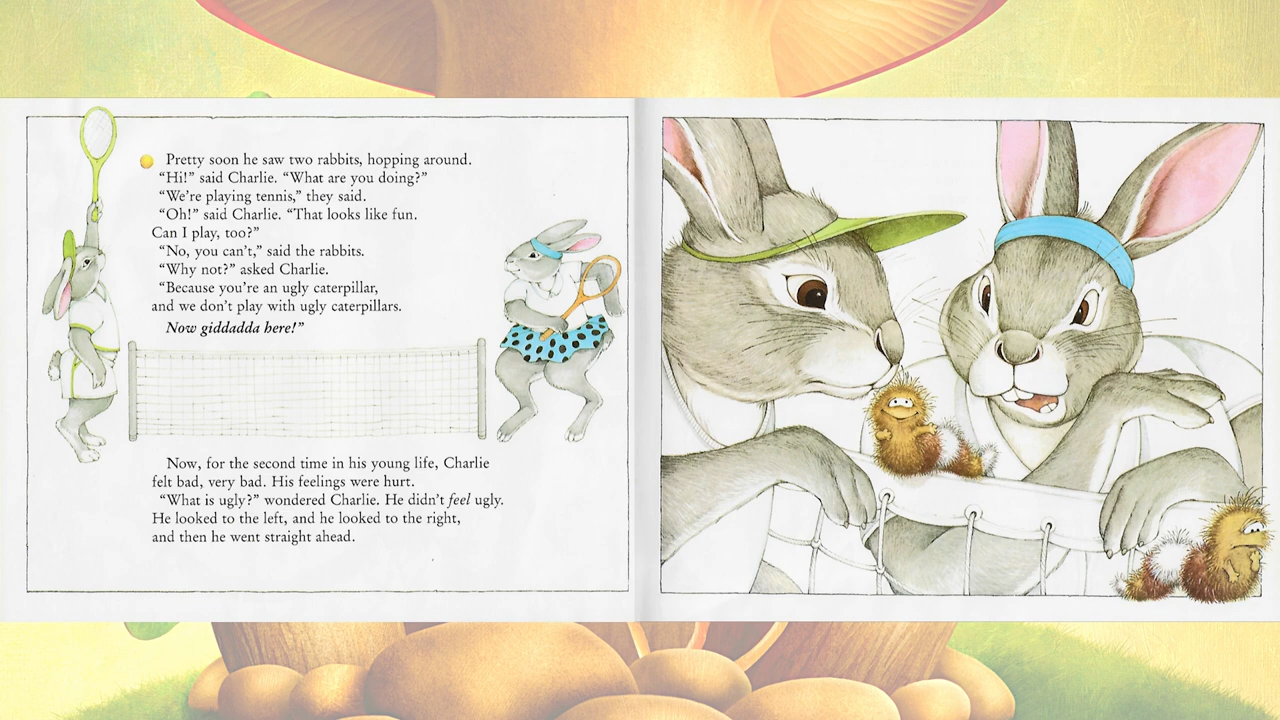 Pretty soon he saw two rabbits, hopping around.
“Hi!” said Charlie. “What are you doing?”
“We’re playing tennis,” they said.
“Oh!” said Charlie. “That looks like fun.
Can I play, too?”
“No, you can’t,” said the rabbits.
“Why not?” asked Charlie.
“Because you’re an ugly caterpillar,
and we don’t play with ugly caterpillars.
Now giddadda here!”
Now, for the second time in his young life, Charlie
felt bad, very bad. His feelings were hurt.
“What is ugly?” wondered Charlie. He didn’t feel ugly.
He looked to the left, and he looked to the right,
and then he went straight ahead.